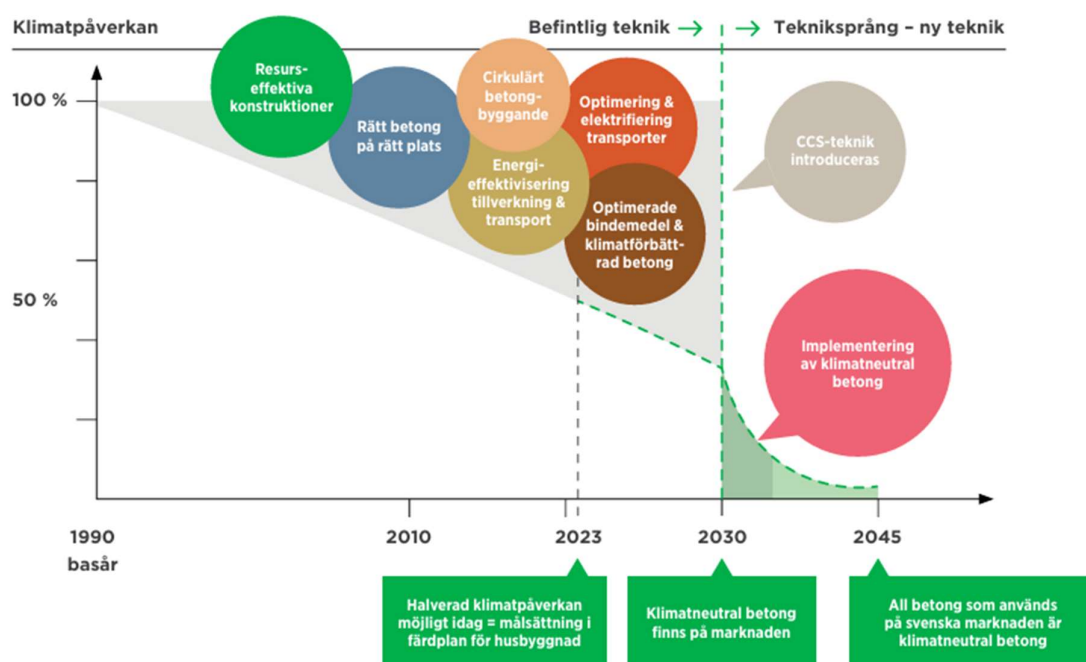 Klimatpåverkan
Befintlig teknik →
→ Tekniksprång – ny teknik
100 %
50 %
Resurs-
effektiva
konstruktioner
Rätt betong
på rätt plats
Cirkulärt
betong-
byggande
Energi-
effektivisering
tillverkning &
transport
Optimering &
elektrifiering
transporter
Optimerade
bindemedel &
klimatförbätt-
rad betong
CCS-teknik
introduceras
Implementering
av klimatneutral
betong
1990
basår
2010
2023
2030
2045
Halverad klimatpåverkan
möjligt idag = målsättning i
färdplan för husbyggnad
Klimatneutral betong
finns på marknaden
All betong som används
på svenska marknaden är
klimatneutral betong